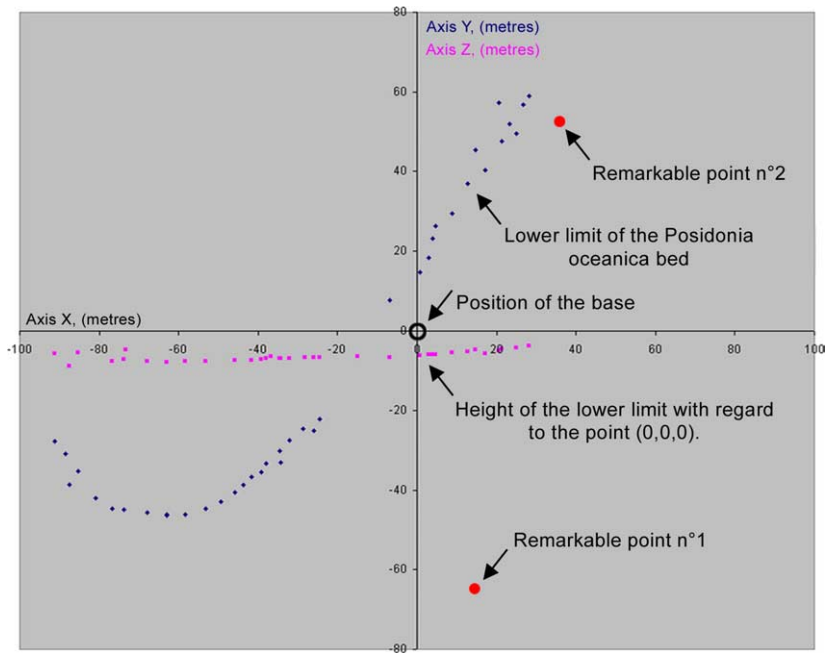 80
Axis Y, (metres)
Axis Z, (metres)
60
Remarkable point n°2
40
Lower limit of the Posidonia
oceanica bed
20
Position of the base
Axis X, (metres)
0
-100 -80 -60 -40 -20 0 20 40 60 80 100
Height of the lower limit with regard
to the point (0,0,0).
-20
-40
Remarkable point n°1
-60
-80